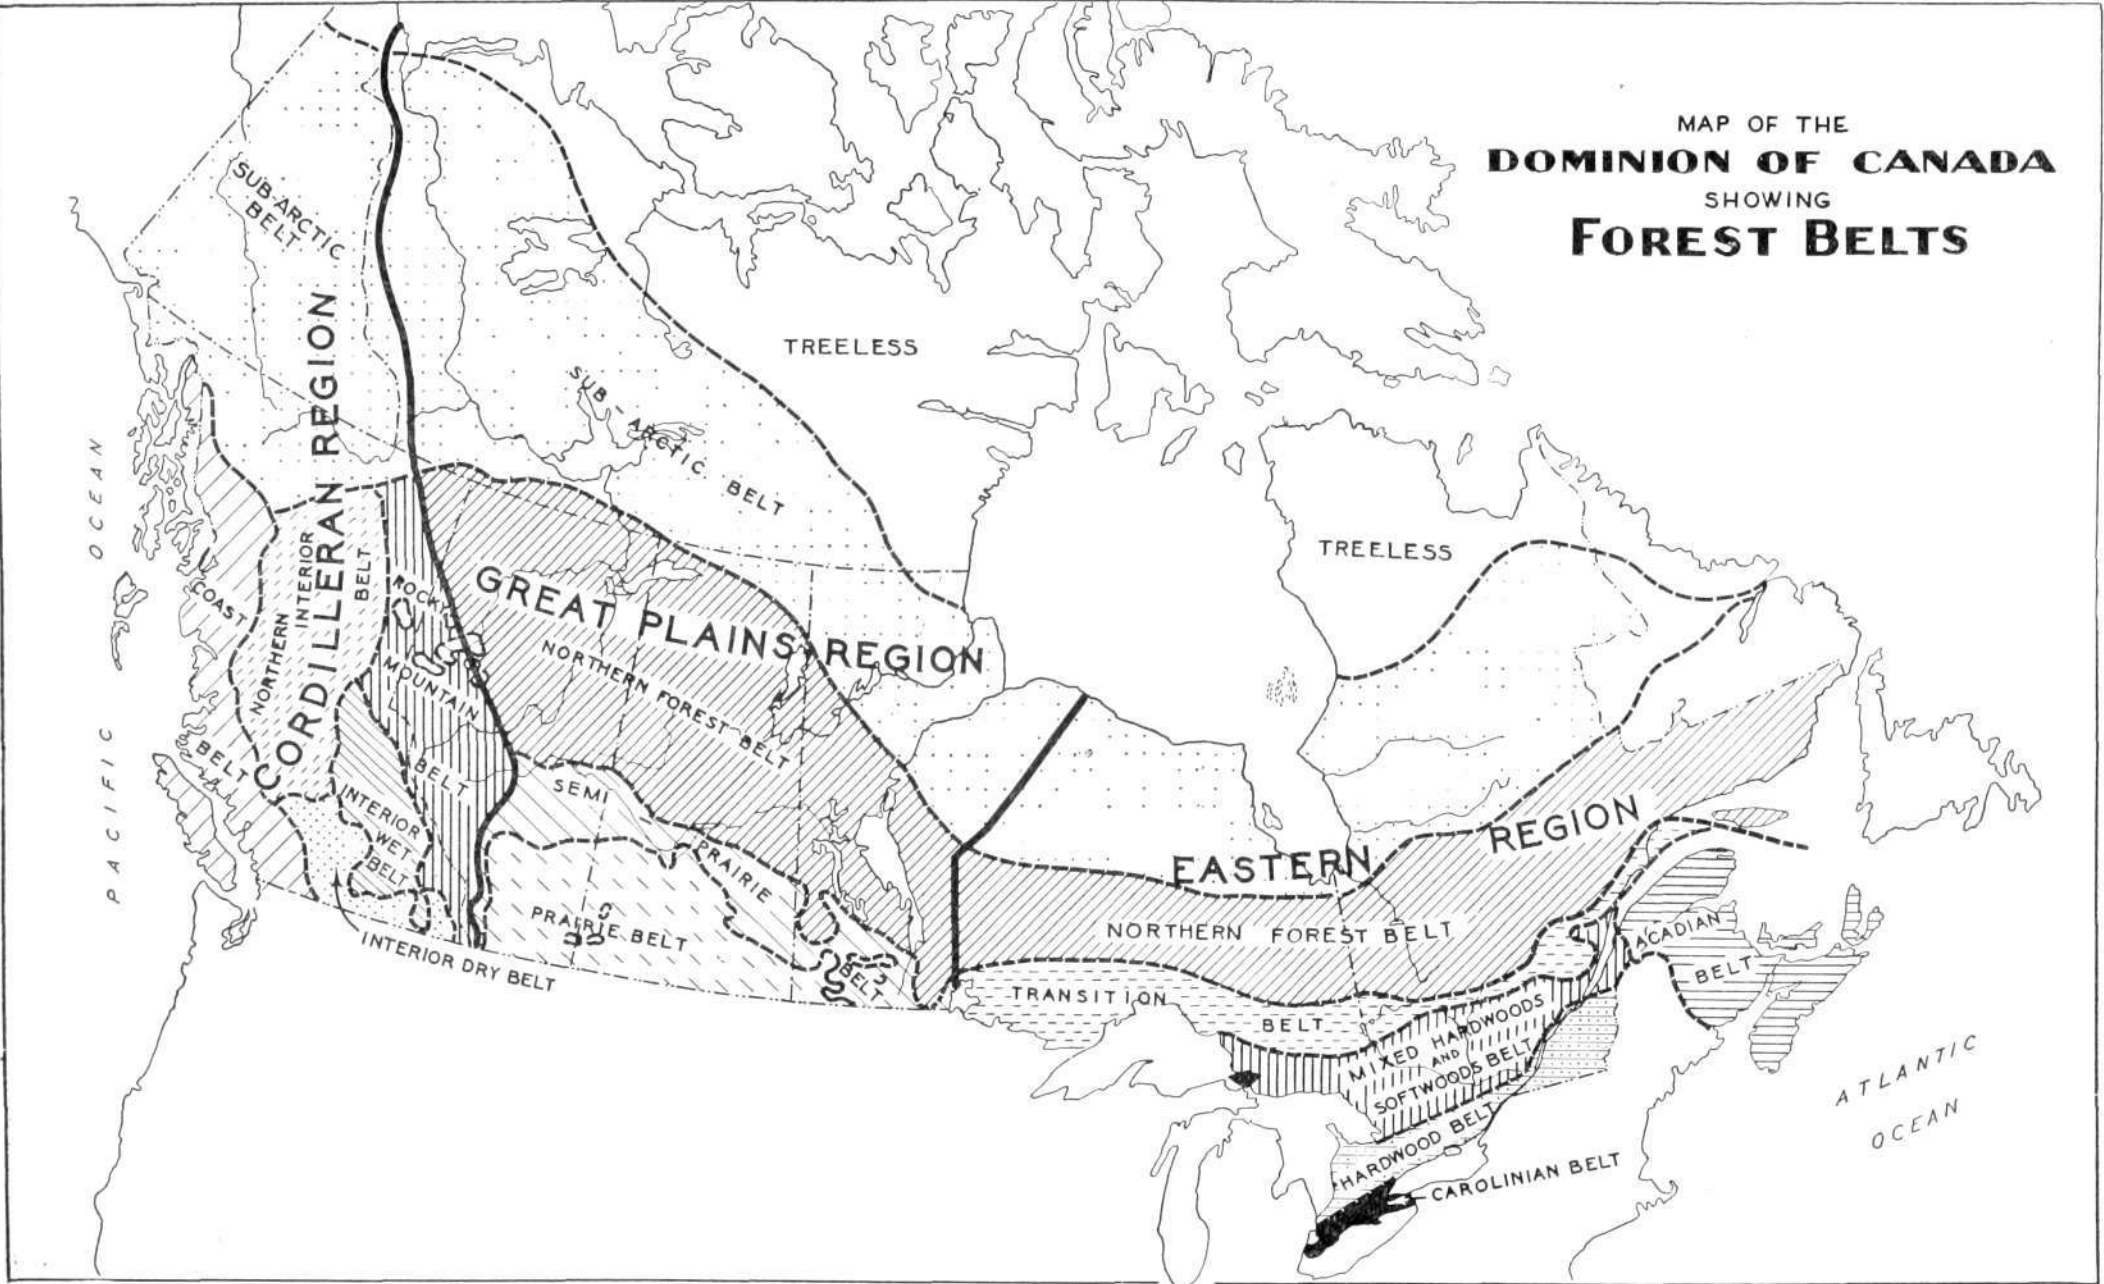 MAP OF THE
DOMINION OF CANADA
SHOWING
FOREST BELTS
SUB-ARCTIC
BELT
CORDILLERAN REGION
TREELESS
SUB-ARCTIC BELT
TREELESS
PACIFIC OCEAN
COAST
BELT
NORTHERN
INTERIOR
BELT
ROCKY
MOUNTAIN
BELT
GREAT PLAINS REGION
NORTHERN FOREST BELT
INTERIOR
WET
BELT
INTERIOR DRY BELT
SEMI
PRAIRIE
BELT
PRAIRIE BELT
EASTERN REGION
NORTHERN FOREST BELT
TRANSITION
BELT
ACADIAN
BELT
MIXED HARDWOODS
AND
SOFTWOODS BELT
HARDWOOD BELT
CAROLINIAN BELT
ATLANTIC
OCEAN